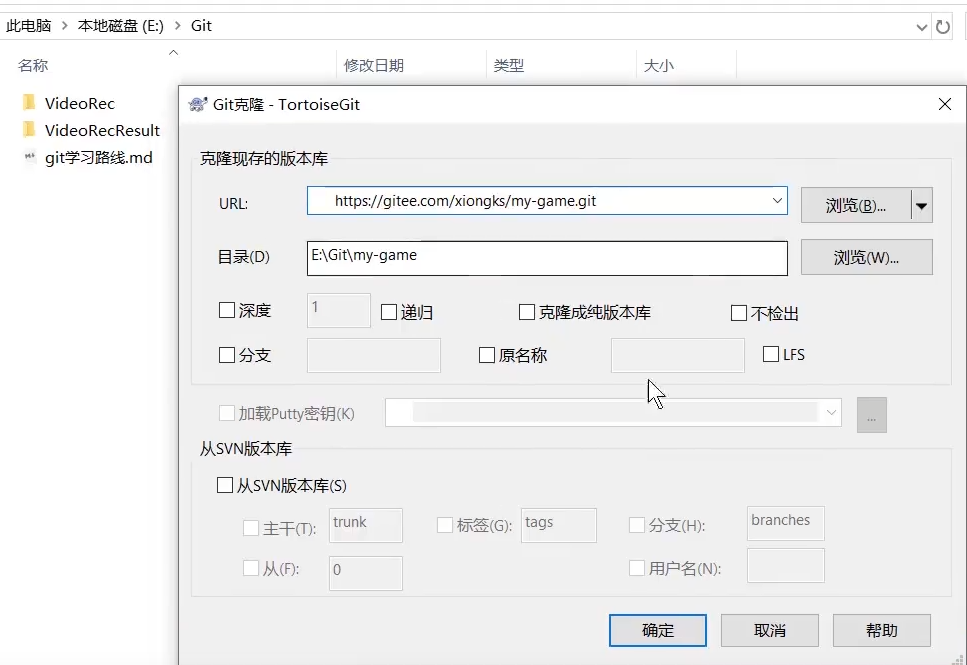 此电脑 > 本地磁盘 (E:) > Git
名称 修改日期 类型 大小
VideoRec
VideoRecResult
git学习路线.md
Git克隆 - TortoiseGit
克隆现存的版本库
URL: https://gitee.com/xiongks/my-game.git 浏览(B)...
目录(D) E:\Git\my-game 浏览(W)...
深度 1 递归 克隆成纯版本库 不检出
分支 原名称 LFS
加载Putty密钥(K) ...
从SVN版本库
从SVN版本库(S)
主干(T): trunk 标签(G): tags 分支(H): branches
从(F): 0 用户名(N):
确定 取消 帮助